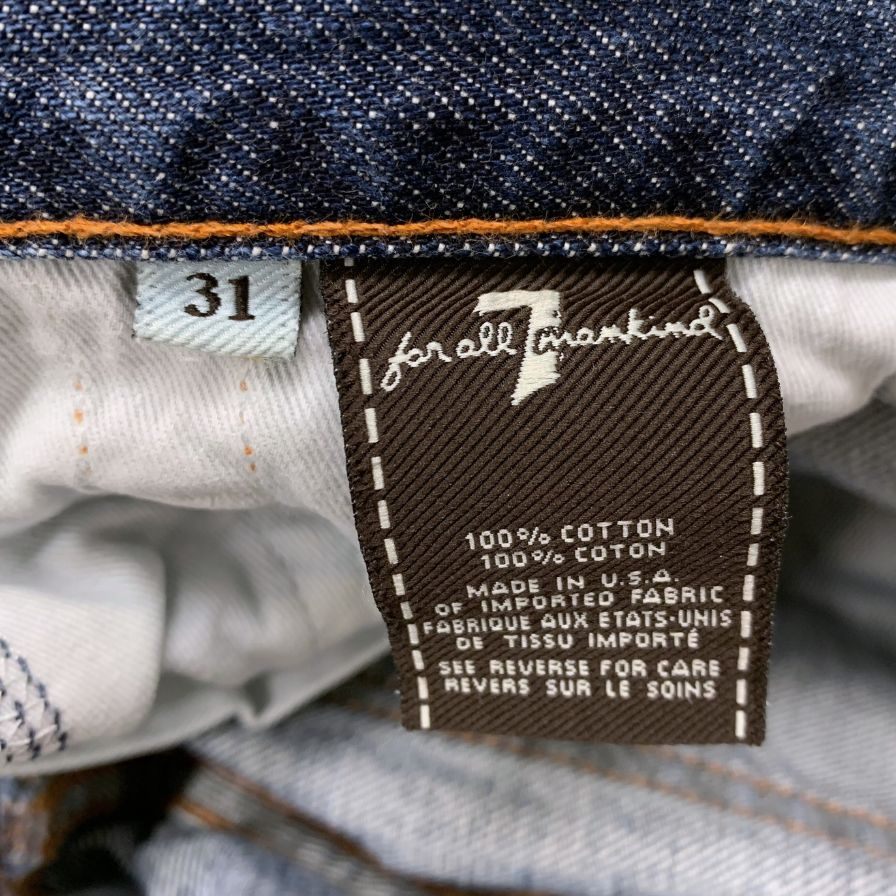 31
for all 7 mankind
100% COTTON
100% COTON
MADE IN U.S.A.
OF IMPORTED FABRIC
FABRIQUE AUX ETATS-UNIS
DE TISSU IMPORTÉ
SEE REVERSE FOR CARE
REVERS SUR LE SOINS